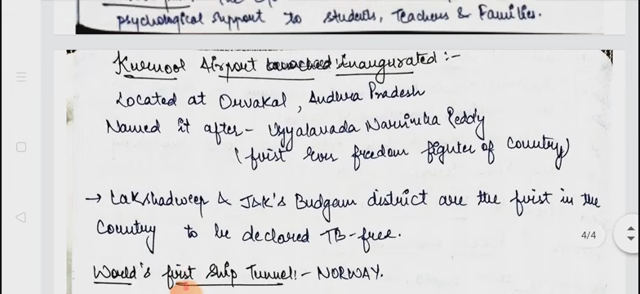 psychological support to students, Teachers & Families.
Kurnool Airport launched inaugurated :-
Located at Orvakal, Andhra Pradesh
Named it after - Uyyalavada Narsimha Reddy
(first ever freedom fighter of country)
→ Lakshadweep & J&K's Budgam district are the first in the
Country to be declared TB-free.
4/4
World's first Ship Tunnel :- NORWAY.